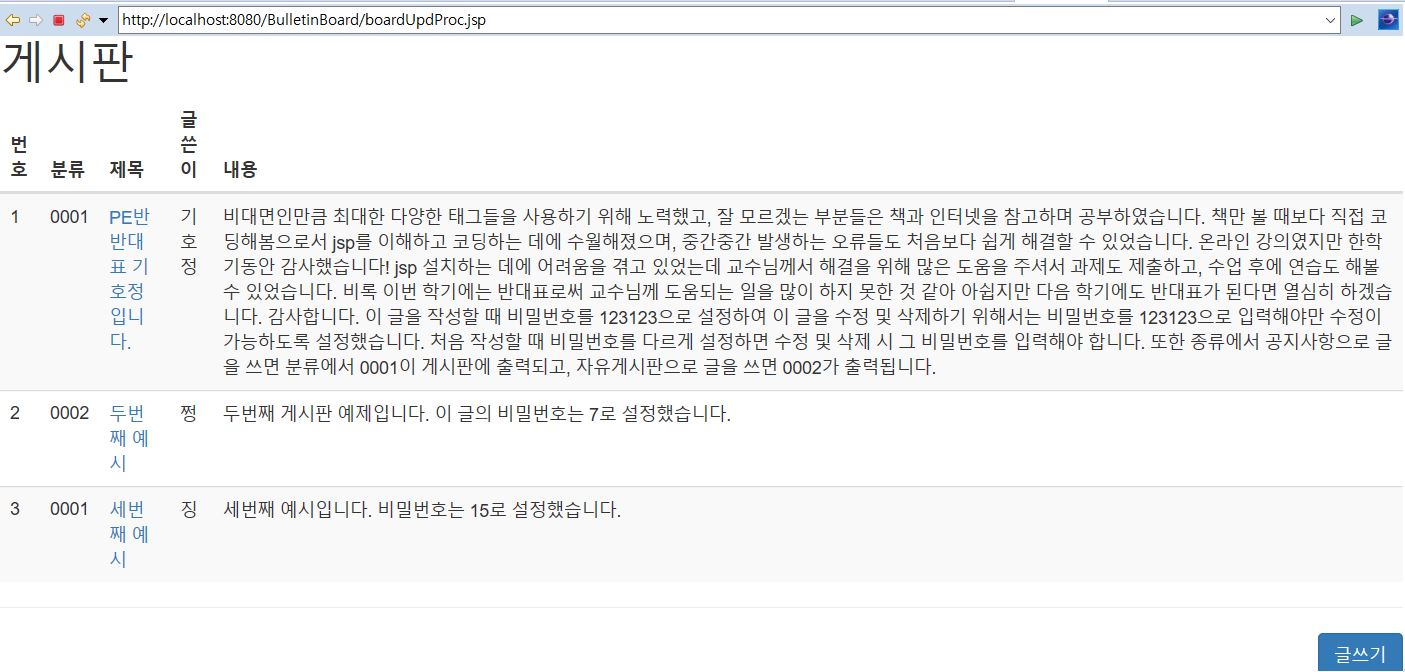 http://localhost:8080/BulletinBoard/boardUpdProc.jsp
게시판
번호 분류 제목 글쓴이 내용
1 0001 PE반 기 비대면인만큼 최대한 다양한 태그들을 사용하기 위해 노력했고, 잘 모르겠는 부분들은 책과 인터넷을 참고하며 공부하였습니다. 책만 볼 때보다 직접 코
반대 호 딩해봄으로서 jsp를 이해하고 코딩하는 데에 수월해졌으며, 중간중간 발생하는 오류들도 처음보다 쉽게 해결할 수 있었습니다. 온라인 강의였지만 한학
표 기 정 기동안 감사했습니다! jsp 설치하는 데에 어려움을 겪고 있었는데 교수님께서 해결을 위해 많은 도움을 주셔서 과제도 제출하고, 수업 후에 연습도 해볼
호정 수 있었습니다. 비록 이번 학기에는 반대표로써 교수님께 도움되는 일을 많이 하지 못한 것 같아 아쉽지만 다음 학기에도 반대표가 된다면 열심히 하겠습
입니 니다. 감사합니다. 이 글을 작성할 때 비밀번호를 123123으로 설정하여 이 글을 수정 및 삭제하기 위해서는 비밀번호를 123123으로 입력해야만 수정이
다. 가능하도록 설정했습니다. 처음 작성할 때 비밀번호를 다르게 설정하면 수정 및 삭제 시 그 비밀번호를 입력해야 합니다. 또한 종류에서 공지사항으로 글
을 쓰면 분류에서 0001이 게시판에 출력되고, 자유게시판으로 글을 쓰면 0002가 출력됩니다.
2 0002 두번 쩡 두번째 게시판 예제입니다. 이 글의 비밀번호는 7로 설정했습니다.
째 예
시
3 0001 세번 징 세번째 예시입니다. 비밀번호는 15로 설정했습니다.
째 예
시
글쓰기